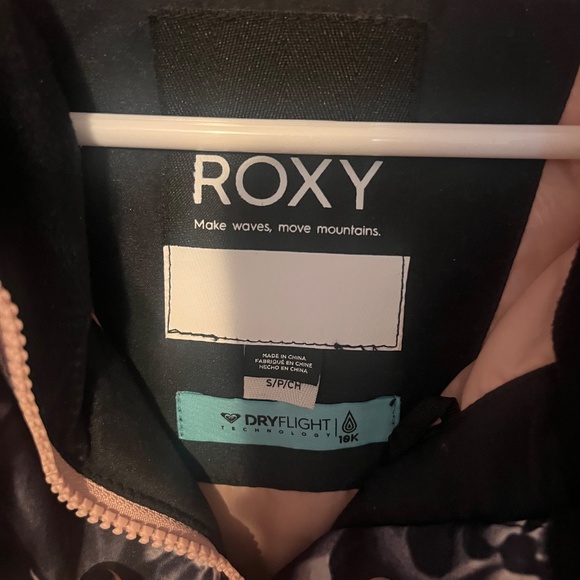 ROXY
Make waves, move mountains.
MADE IN CHINA
FABRIQUÉ EN CHINE
HECHO EN CHINA
S/P/CH
DRYFLIGHT
TECHNOLOGY
10K